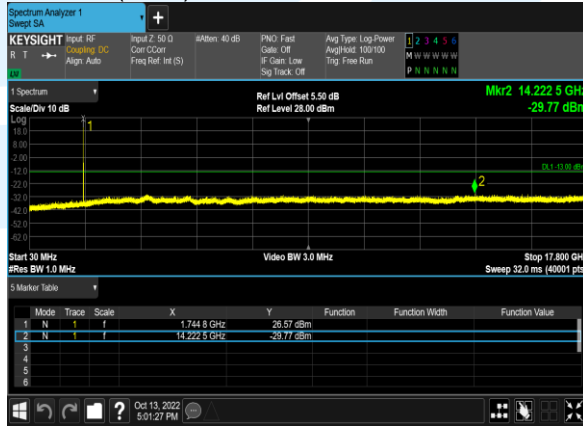 Spectrum Analyzer 1
Swept SA
KEYSIGHT Input: RF Input Z: 50 Ω #Atten: 40 dB PNO: Fast Avg Type: Log-Power 1 2 3 4 5 6
R T Coupling: DC Corr CCorr Gate: Off Avg|Hold: 100/100 M W W W W W
Align: Auto Freq Ref: Int (S) IF Gain: Low Trig: Free Run
Sig Track: Off P N N N N N
1 Spectrum Ref Lvl Offset 5.50 dB Mkr2 14.222 5 GHz
Scale/Div 10 dB Ref Level 28.00 dBm -29.77 dBm
Log
18.0
8.00
-2.00
-12.0
-22.0
-32.0
-42.0
-52.0
-62.0
1
DL1 -13.00 dBm
2
Start 30 MHz Video BW 3.0 MHz Stop 17.800 GHz
#Res BW 1.0 MHz Sweep 32.0 ms (40001 pts)
5 Marker Table
Mode Trace Scale X Y Function Function Width Function Value
1 N 1 f 1.744 8 GHz 26.57 dBm
2 N 1 f 14.222 5 GHz -29.77 dBm
3
4
5
6
? Oct 13, 2022
5:01:27 PM